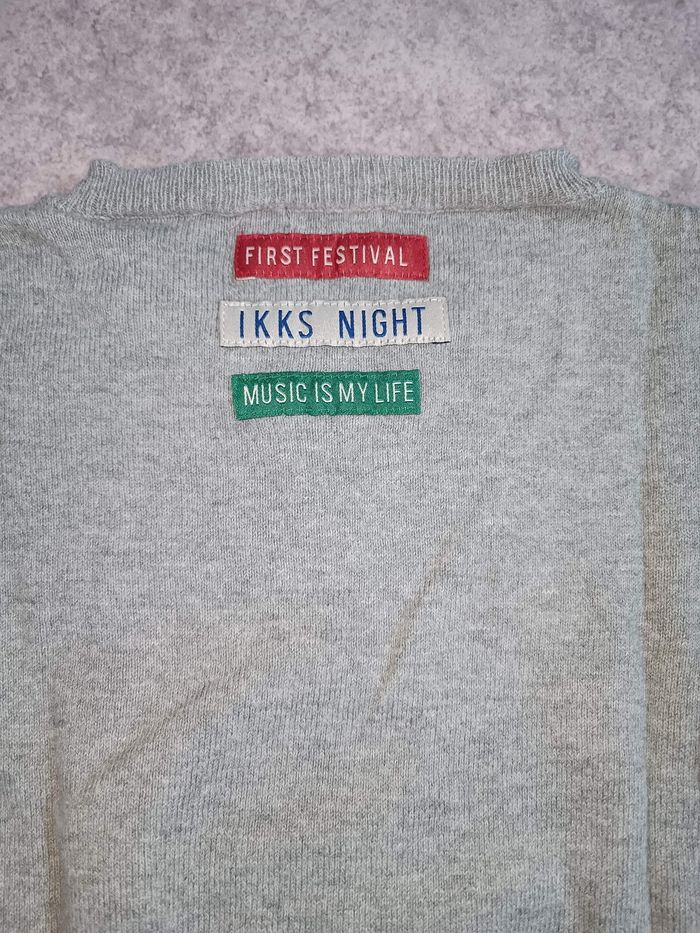 FIRST FESTIVAL
IKKS NIGHT
MUSIC IS MY LIFE